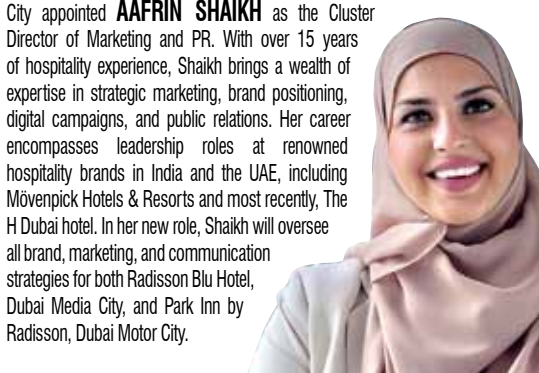 City appointed AAFRIN SHAIKH as the Cluster
Director of Marketing and PR. With over 15 years
of hospitality experience, Shaikh brings a wealth of
expertise in strategic marketing, brand positioning,
digital campaigns, and public relations. Her career
encompasses leadership roles at renowned
hospitality brands in India and the UAE, including
Mövenpick Hotels & Resorts and most recently, The
H Dubai hotel. In her new role, Shaikh will oversee
all brand, marketing, and communication
strategies for both Radisson Blu Hotel,
Dubai Media City, and Park Inn by
Radisson, Dubai Motor City.